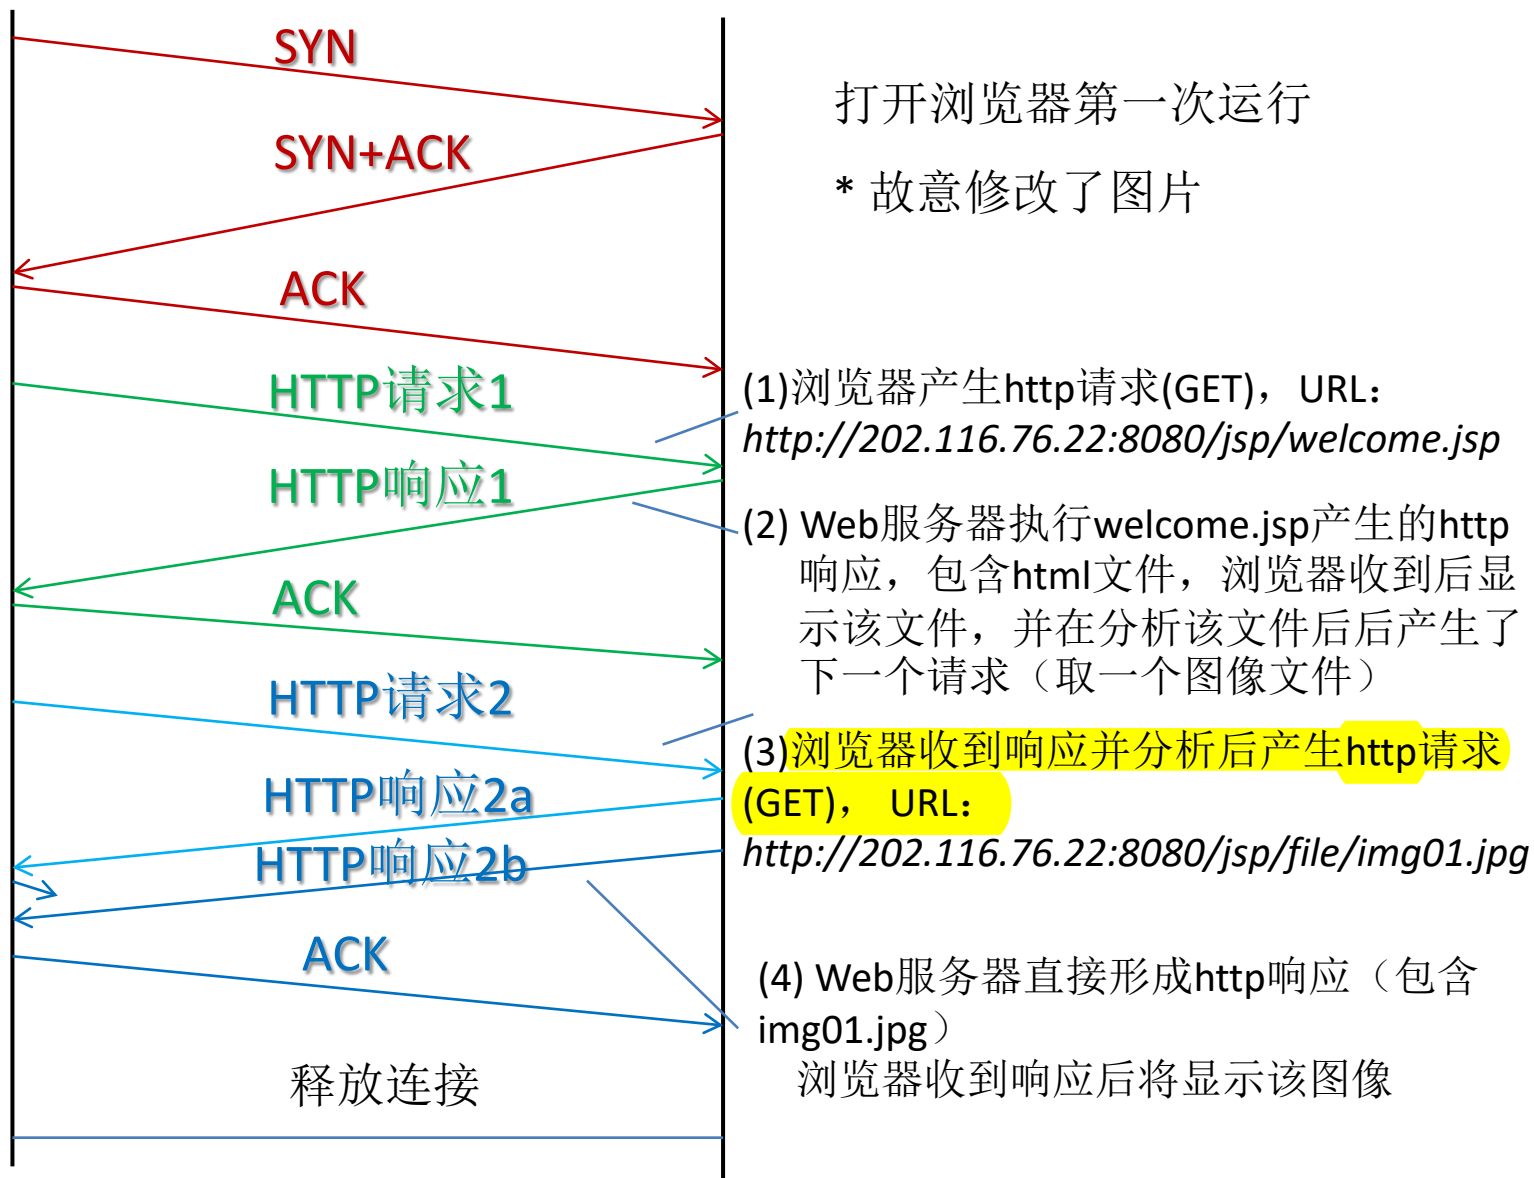 SYN
SYN+ACK
ACK
HTTP请求1
HTTP响应1
ACK
HTTP请求2
HTTP响应2a
HTTP响应2b
ACK
释放连接
打开浏览器第一次运行
* 故意修改了图片
(1)浏览器产生http请求(GET)，URL：
http://202.116.76.22:8080/jsp/welcome.jsp
(2) Web服务器执行welcome.jsp产生的http
响应，包含html文件，浏览器收到后显
示该文件，并在分析该文件后后产生了
下一个请求（取一个图像文件）
(3)浏览器收到响应并分析后产生http请求
(GET)， URL：
http://202.116.76.22:8080/jsp/file/img01.jpg
(4) Web服务器直接形成http响应（包含
img01.jpg）
浏览器收到响应后将显示该图像